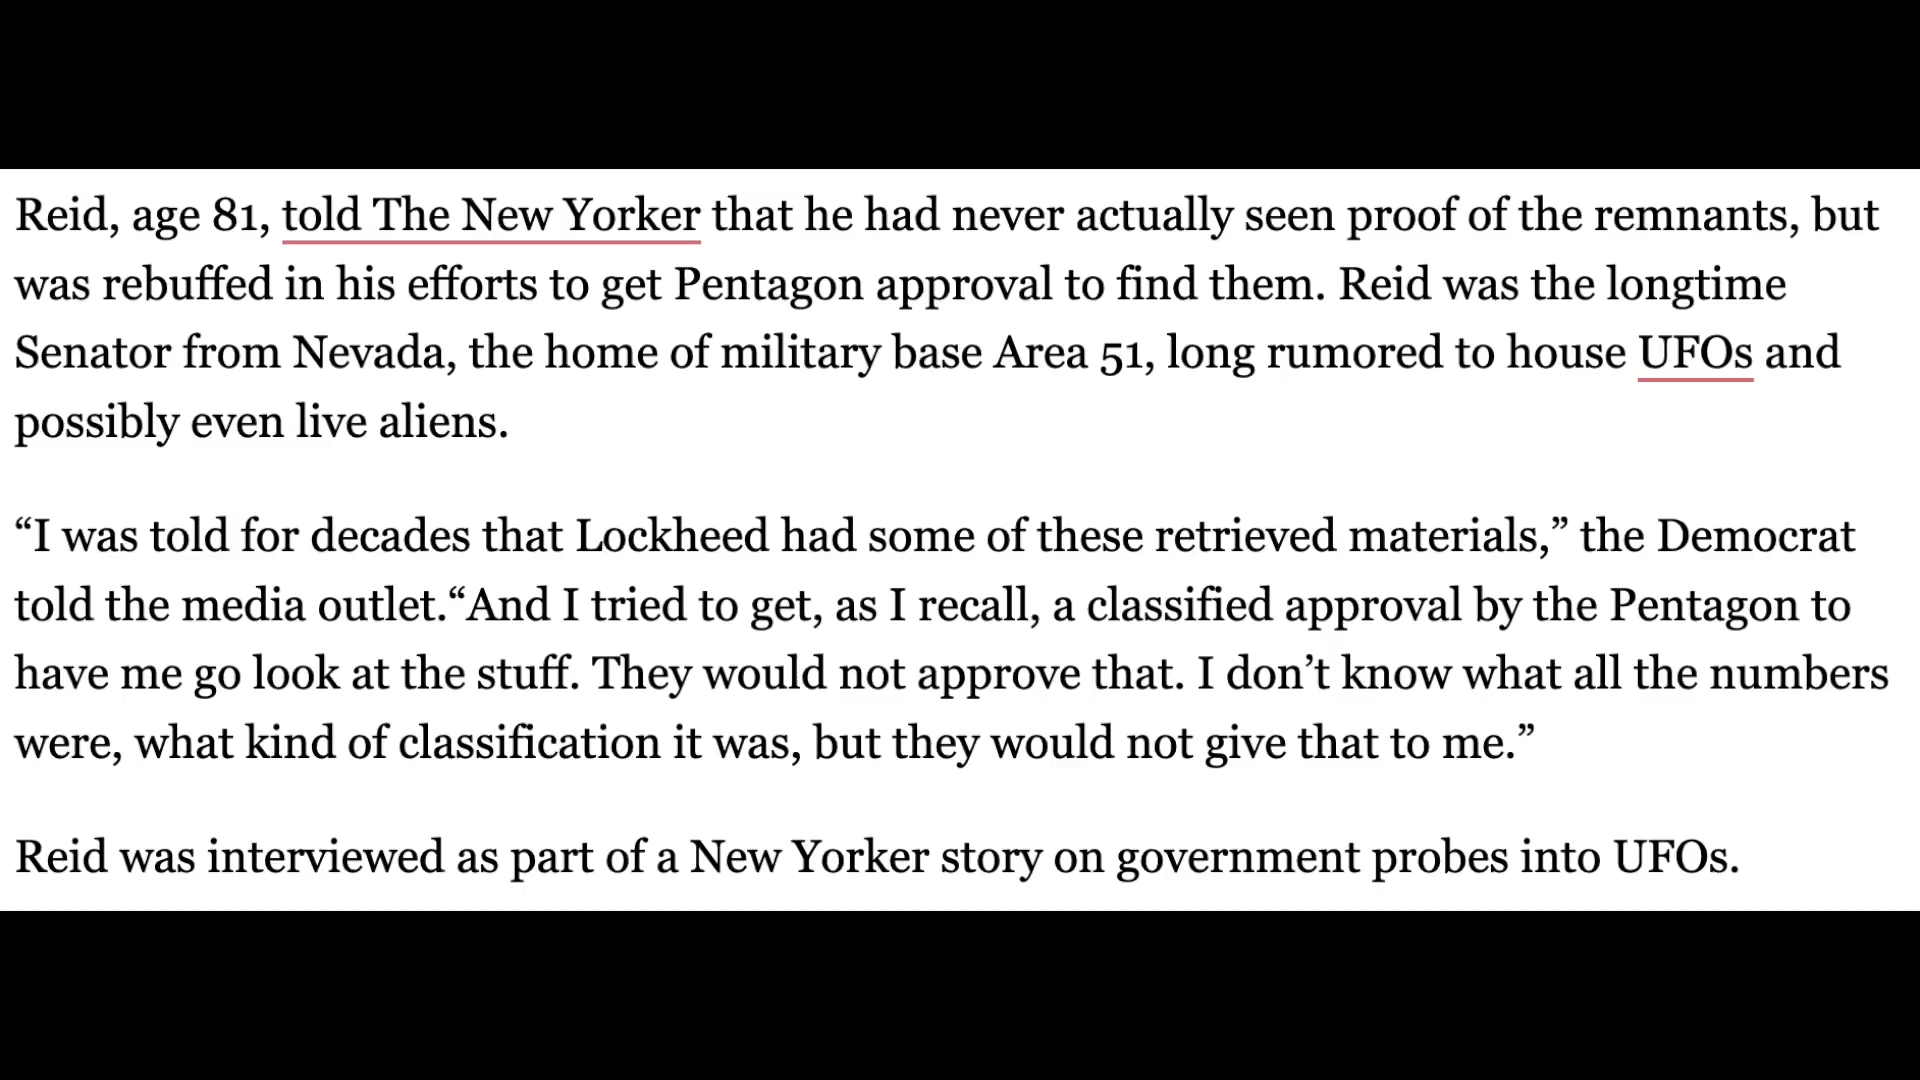 Reid, age 81, told The New Yorker that he had never actually seen proof of the remnants, but
was rebuffed in his efforts to get Pentagon approval to find them. Reid was the longtime
Senator from Nevada, the home of military base Area 51, long rumored to house UFOs and
possibly even live aliens.
“I was told for decades that Lockheed had some of these retrieved materials,” the Democrat
told the media outlet.“And I tried to get, as I recall, a classified approval by the Pentagon to
have me go look at the stuff. They would not approve that. I don’t know what all the numbers
were, what kind of classification it was, but they would not give that to me.”
Reid was interviewed as part of a New Yorker story on government probes into UFOs.